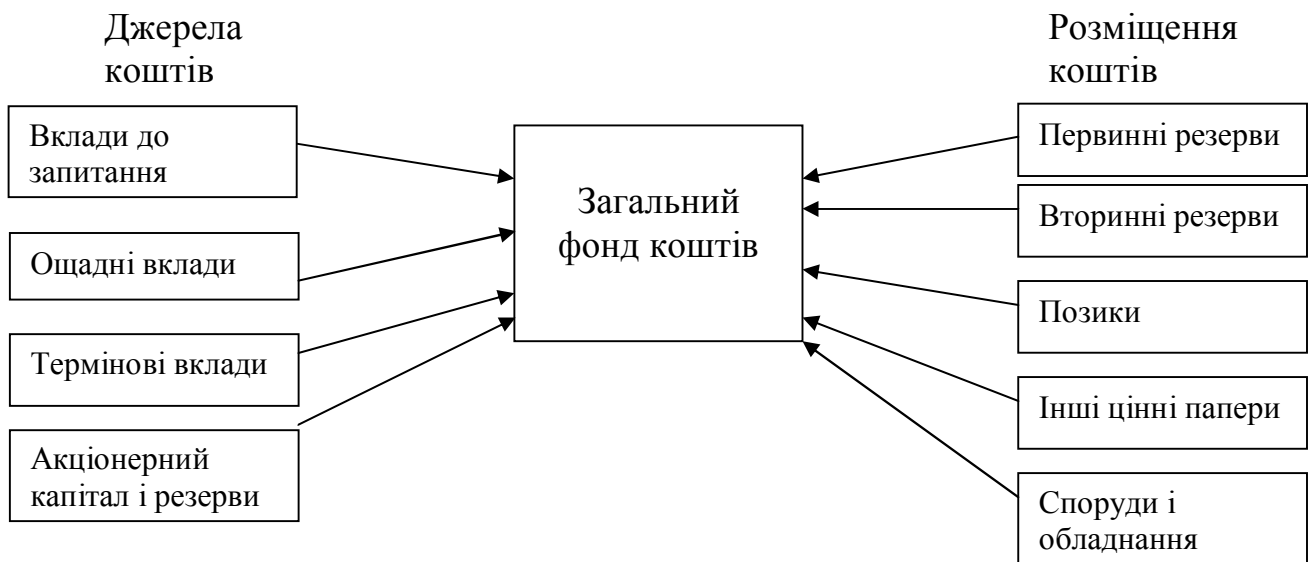 Джерела
коштів
Вклади до
запитання
Ощадні вклади
Термінові вклади
Акціонерний
капітал і резерви
Загальний
фонд коштів
Розміщення
коштів
Первинні резерви
Вторинні резерви
Позики
Інші цінні папери
Споруди і
обладнання